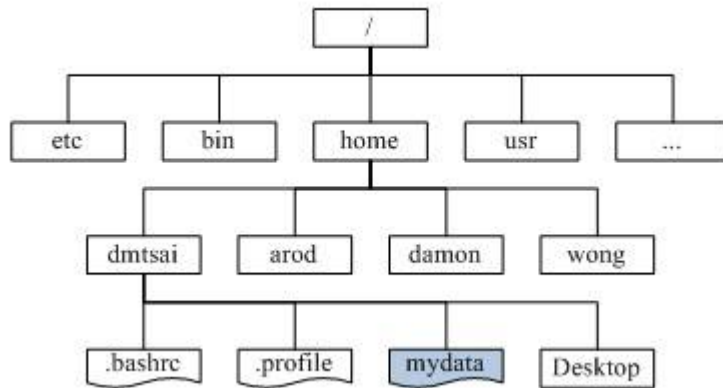 /
etc bin home usr ...
dmtsai arod damon wong
.bashrc .profile mydata Desktop